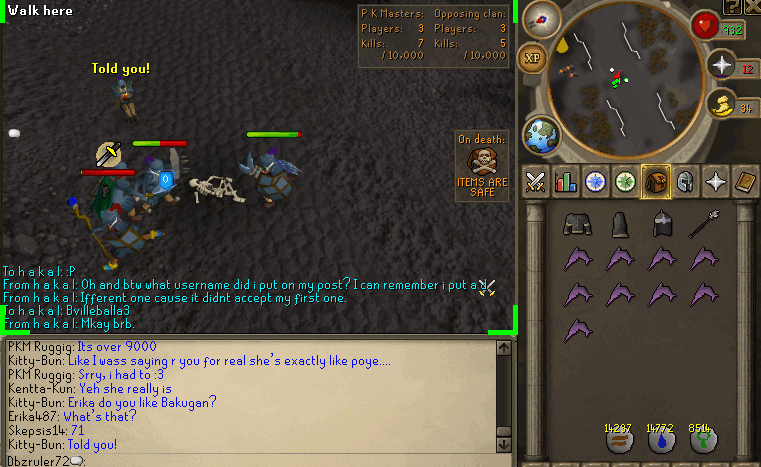 Walk here
P K Masters: Opposing clan:
Players: 3 Players: 3
Kills: 7 Kills: 5
/10,000 /10,000
932
XP
12
34
Told you!
On death:
ITEMS ARE
SAFE
0
To h a k a l: :P
From h a k a l: Oh and btw what username did i put on my post? I can remember i put a d
From h a k a l: Ifferent one cause it didnt accept my first one.
To h a k a l: Bvilleballa3
From h a k a l: Mkay brb.
PKM Ruggig: Its over 9000
Kitty-Bun: Like I wass saying r you for real she's exactly like poye....
PKM Ruggig: Srry, i had to :3
Kentta-Kun: Yeh she really is
Kitty-Bun: Erika do you like Bakugan?
Erika487: What's that?
Skepsis14: 71
Kitty-Bun: Told you!
Dbzruler72:
14287 14772 8514